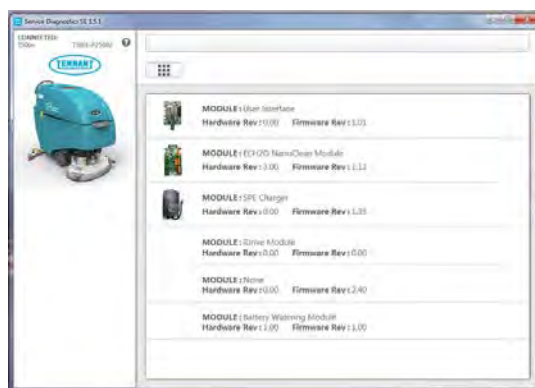 Service Diagnostics SE 3.5.1
CONNECTED:
T500e
TENNANT
MODULE: User Interface
Hardware Rev: 0.00 Firmware Rev: 1.01
MODULE: ECH2O NanoClean Module
Hardware Rev: 3.00 Firmware Rev: 1.12
MODULE: SPE Charger
Hardware Rev: 0.00 Firmware Rev: 1.35
MODULE: IDrive Module
Hardware Rev: 0.00 Firmware Rev: 0.00
MODULE: None
Hardware Rev: 0.00 Firmware Rev: 2.40
MODULE: Battery Watering Module
Hardware Rev: 1.00 Firmware Rev: 1.00